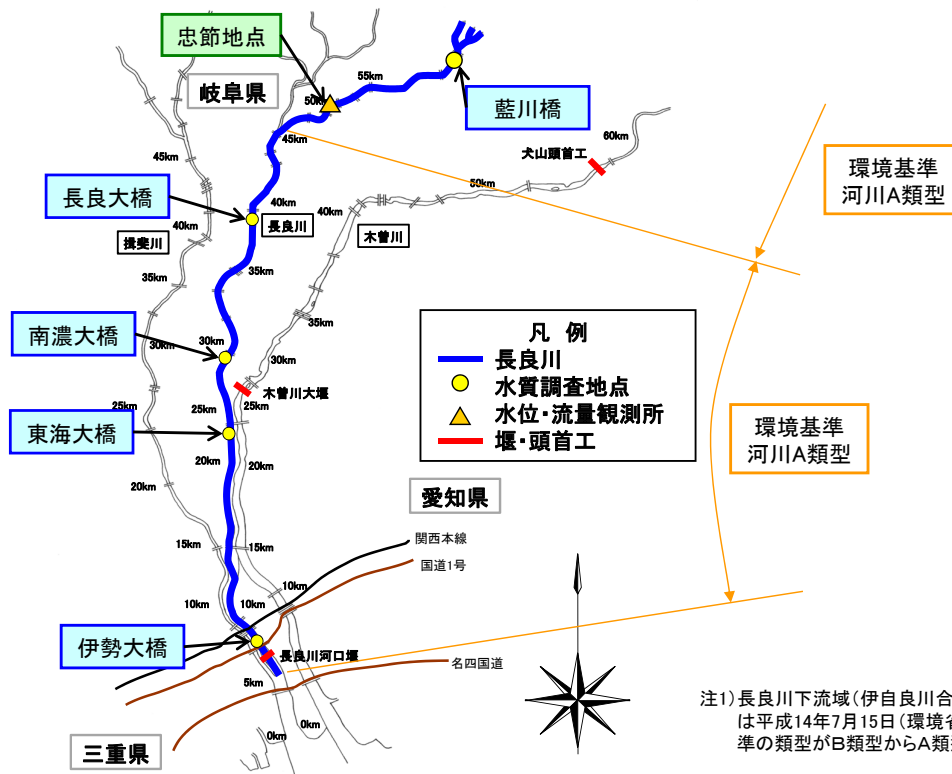 忠節地点
岐阜県
藍川橋
55km
50km
45km
60km
犬山頭首工
50km
環境基準
河川A類型
45km
長良大橋
40km
長良川
40km
木曽川
40km
揖斐川
35km
35km
35km
南濃大橋
30km
30km
30km
木曽川大堰
凡 例
長良川
水質調査地点
水位・流量観測所
堰・頭首工
25km
25km
25km
東海大橋
20km
20km
20km
環境基準
河川A類型
愛知県
関西本線
国道1号
15km
15km
10km
10km
10km
伊勢大橋
長良川河口堰
5km
名四国道
0km
0km
三重県
注1)長良川下流域(伊自良川合
は平成14年7月15日(環境省
準の類型がB類型からA類